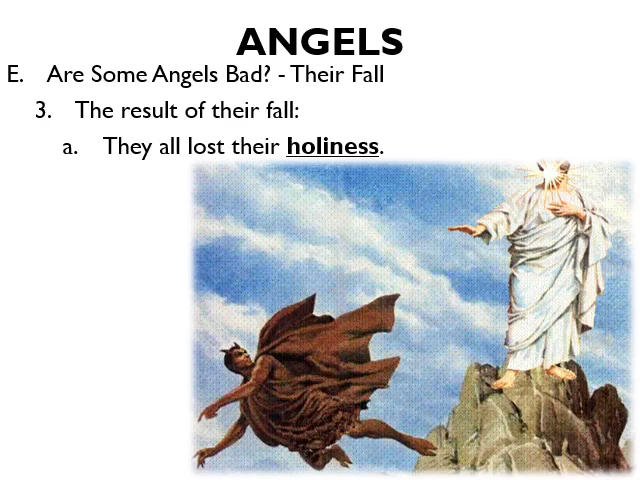 ANGELS
E. Are Some Angels Bad? - Their Fall
3. The result of their fall:
a. They all lost their holiness.